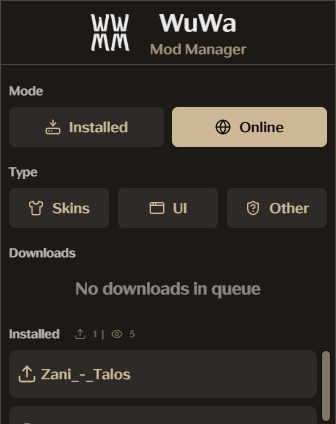 WW
MM
WuWa
Mod Manager
Mode
Installed
Online
Type
Skins
UI
Other
Downloads
No downloads in queue
Installed 1 | 5
Zani_-_Talos